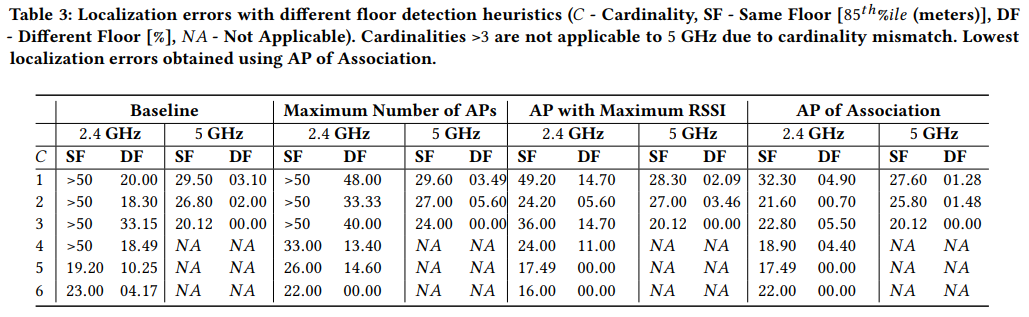 Table 3: Localization errors with different floor detection heuristics (C - Cardinality, SF - Same Floor [85th%ile (meters)], DF
- Different Floor [%], NA - Not Applicable). Cardinalities >3 are not applicable to 5 GHz due to cardinality mismatch. Lowest
localization errors obtained using AP of Association.
Baseline Maximum Number of APs AP with Maximum RSSI AP of Association
2.4 GHz 5 GHz 2.4 GHz 5 GHz 2.4 GHz 5 GHz 2.4 GHz 5 GHz
C SF DF SF DF SF DF SF DF SF DF SF DF SF DF SF DF
1 >50 20.00 29.50 03.10 >50 48.00 29.60 03.49 49.20 14.70 28.30 02.09 32.30 04.90 27.60 01.28
2 >50 18.30 26.80 02.00 >50 33.33 27.00 05.60 24.20 05.60 27.00 03.46 21.60 00.70 25.80 01.48
3 >50 33.15 20.12 00.00 >50 40.00 24.00 00.00 36.00 14.70 20.12 00.00 22.80 05.50 20.12 00.00
4 >50 18.49 NA NA 33.00 13.40 NA NA 24.00 11.00 NA NA 18.90 04.40 NA NA
5 19.20 10.25 NA NA 26.00 14.60 NA NA 17.49 00.00 NA NA 17.49 00.00 NA NA
6 23.00 04.17 NA NA 22.00 00.00 NA NA 16.00 00.00 NA NA 22.00 00.00 NA NA